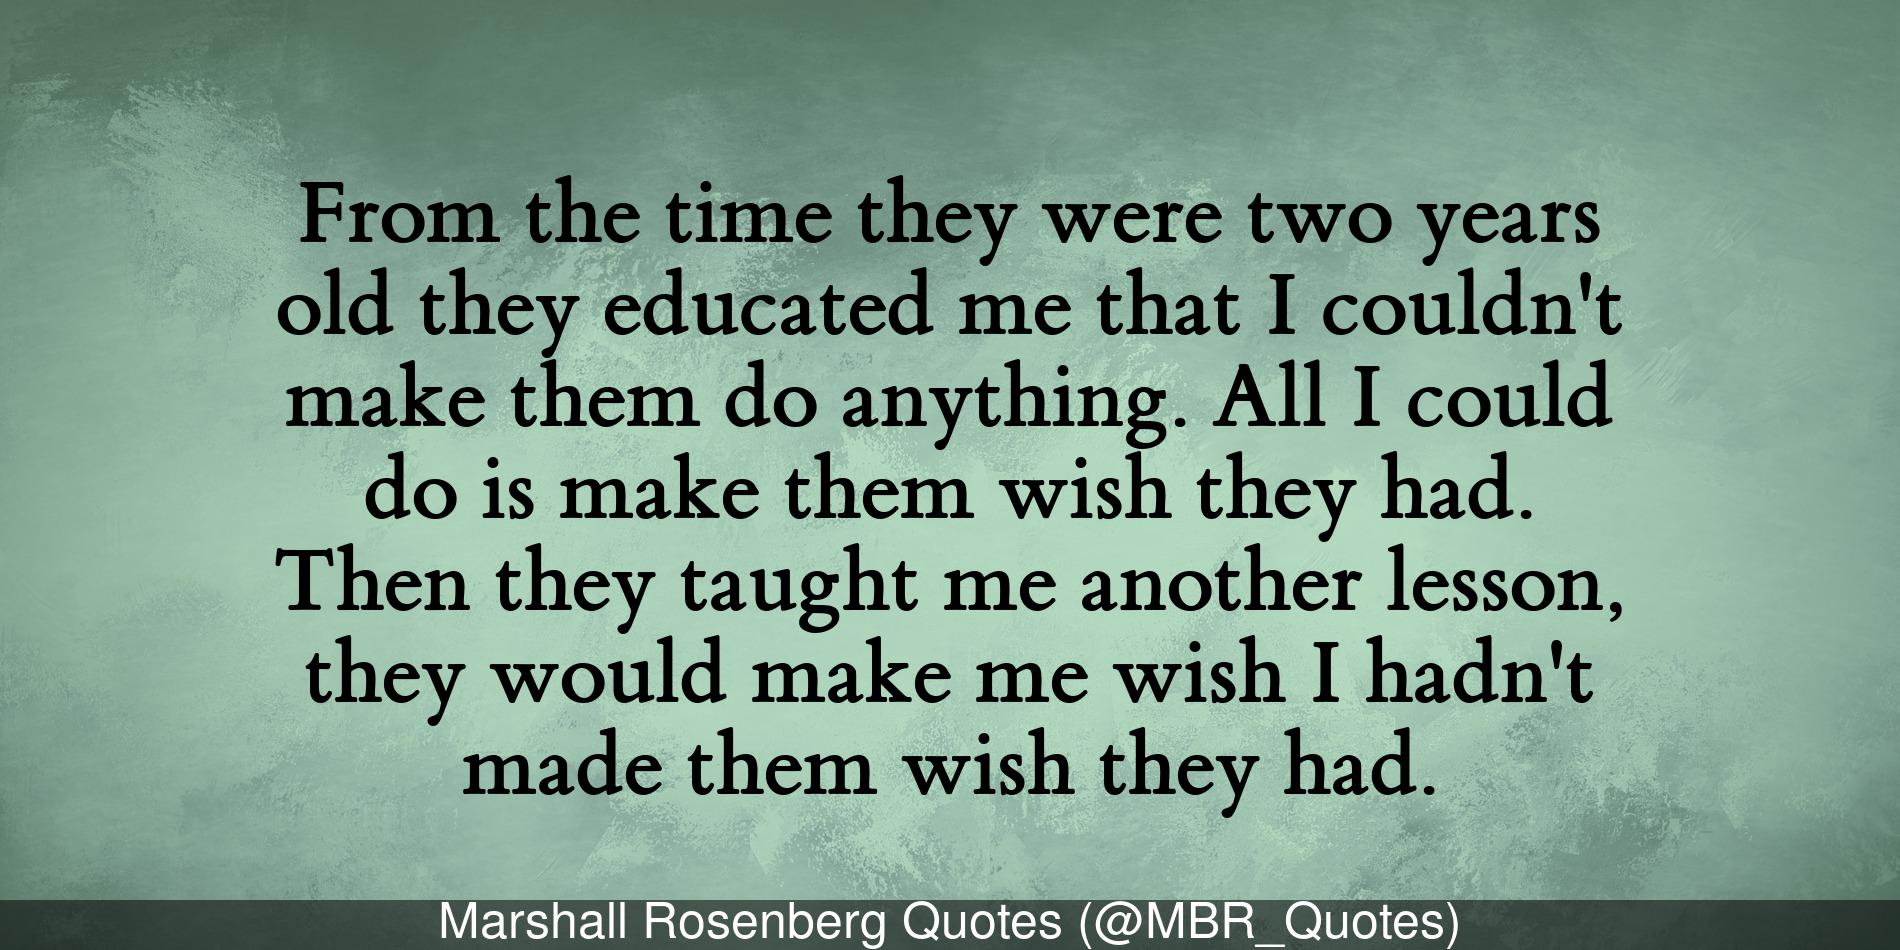 From the time they were two years
old they educated me that I couldn't
make them do anything. All I could
do is make them wish they had.
Then they taught me another lesson,
they would make me wish I hadn't
made them wish they had.
Marshall Rosenberg Quotes (@MBR_Quotes)